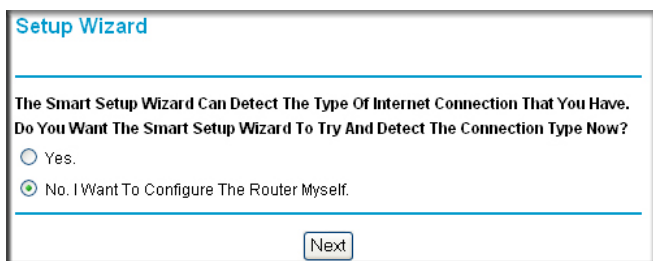 Setup Wizard
The Smart Setup Wizard Can Detect The Type Of Internet Connection That You Have.
Do You Want The Smart Setup Wizard To Try And Detect The Connection Type Now?
Yes.
No. I Want To Configure The Router Myself.
Next